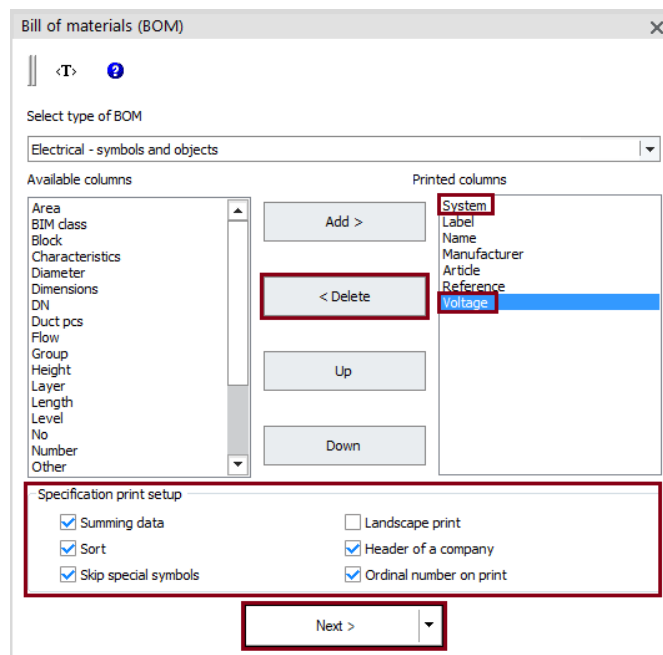 Bill of materials (BOM)
<T>
?
Select type of BOM
Electrical - symbols and objects
Available columns
Printed columns
Area
BIM class
Block
Characteristics
Diameter
Dimensions
DN
Duct pcs
Flow
Group
Height
Layer
Length
Level
No
Number
Other
Add >
< Delete
Up
Down
System
Label
Name
Manufacturer
Article
Reference
Voltage
Specification print setup
Summing data
Landscape print
Sort
Header of a company
Skip special symbols
Ordinal number on print
Next >